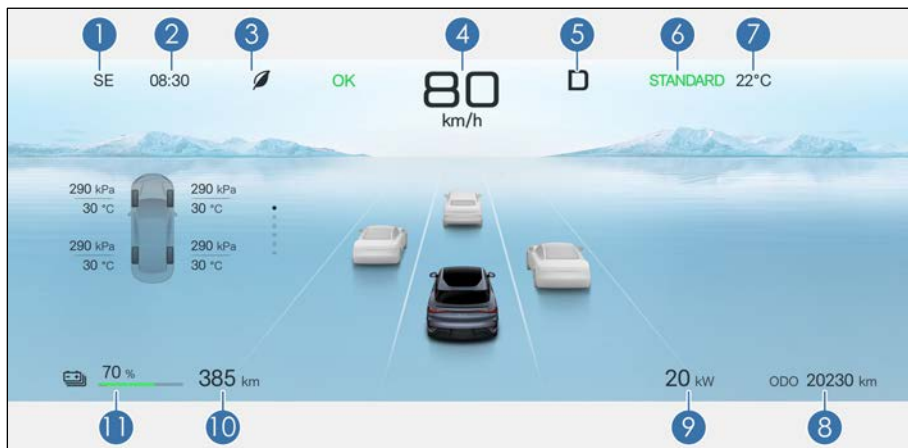 1 2 3 4 5 6 7
SE 08:30 OK 80 D STANDARD 22°C
km/h
290 kPa 290 kPa
30 °C 30 °C
290 kPa 290 kPa
30 °C 30 °C
70 % 385 km 20 kW ODO 20230 km
11 10 9 8